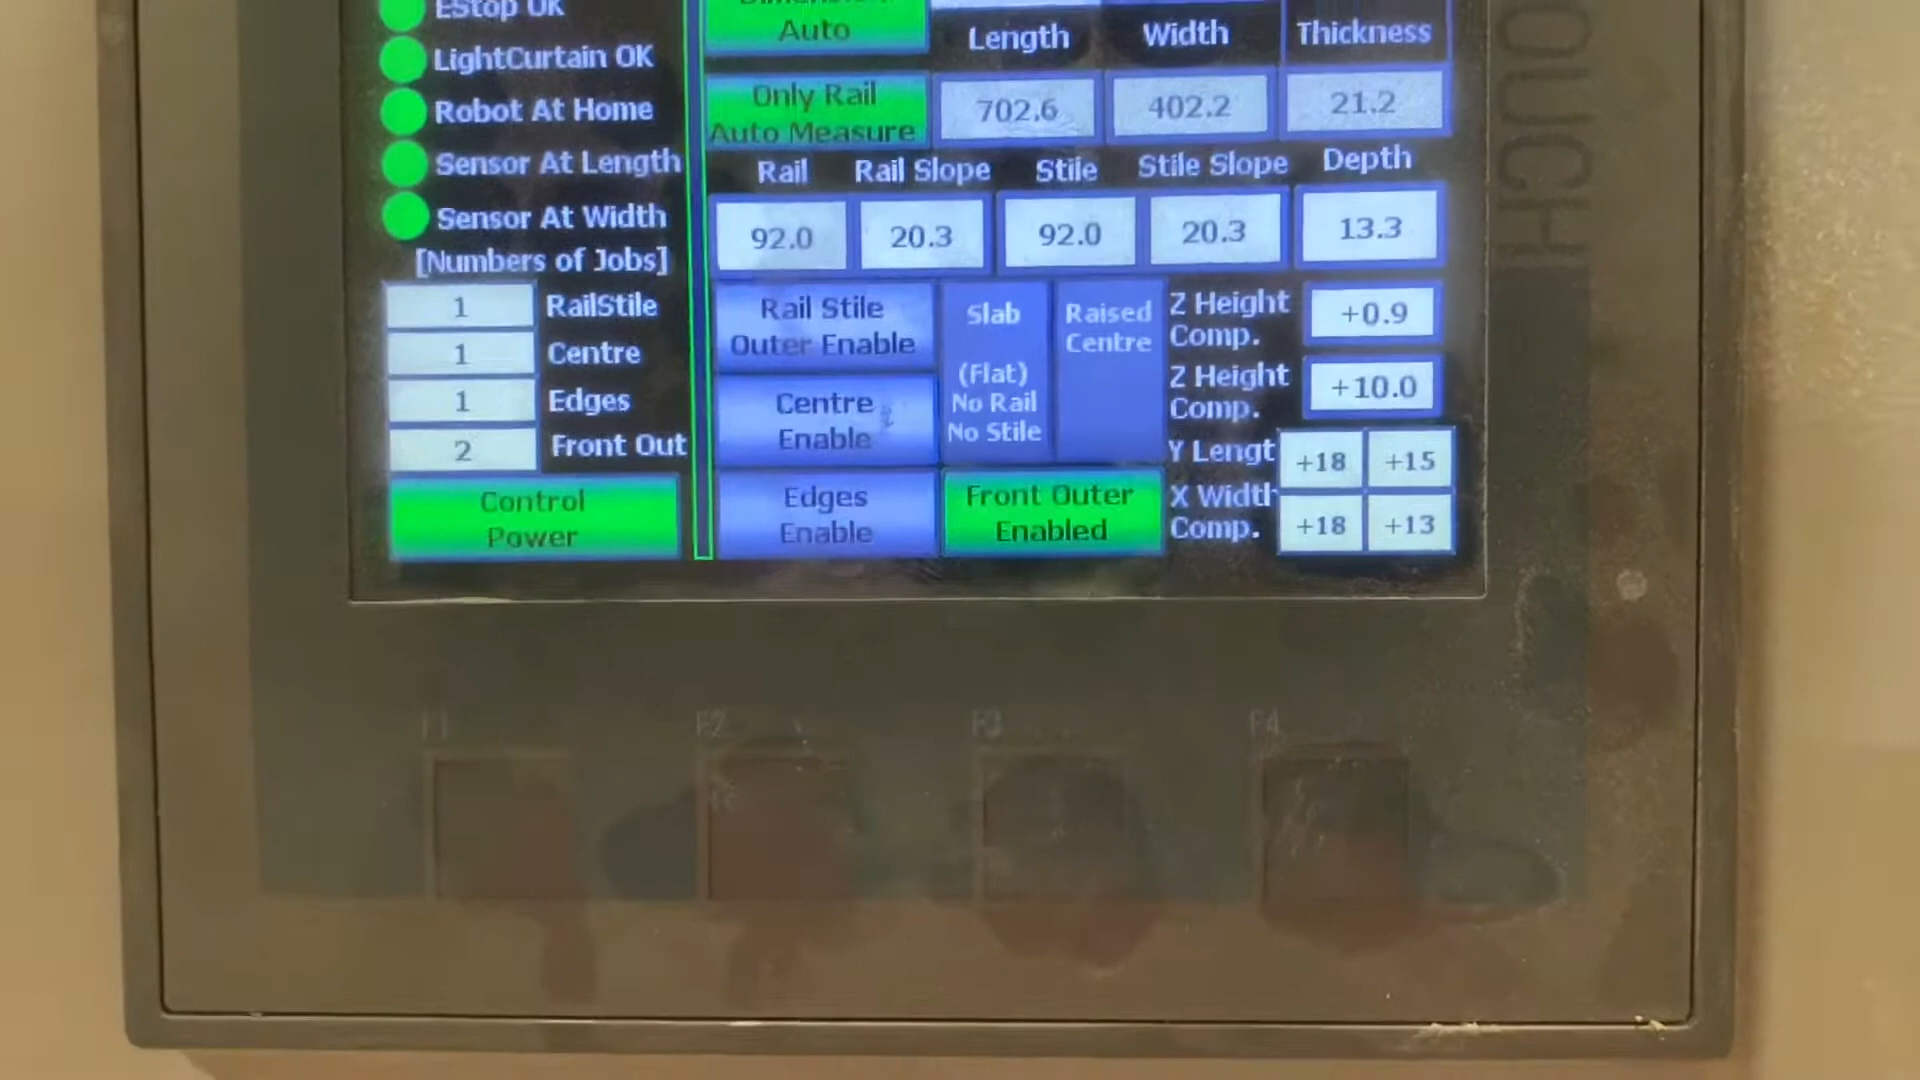 EStop OK
LightCurtain OK
Robot At Home
Sensor At Length
Sensor At Width
[Numbers of Jobs]
1 RailStile
1 Centre
1 Edges
2 Front Out
Control
Power
Dimension
Auto
Length Width Thickness
Only Rail
Auto Measure
702.6 402.2 21.2
Rail Rail Slope Stile Stile Slope Depth
92.0 20.3 92.0 20.3 13.3
Rail Stile
Outer Enable
Centre
Enable
Edges
Enable
Slab
(Flat)
No Rail
No Stile
Raised
Centre
Front Outer
Enabled
Z Height
Comp.
+0.9
Z Height
Comp.
+10.0
Y Lengt
+18 +15
X Width
Comp.
+18 +13
OUCH
F1 F2 F3 F4